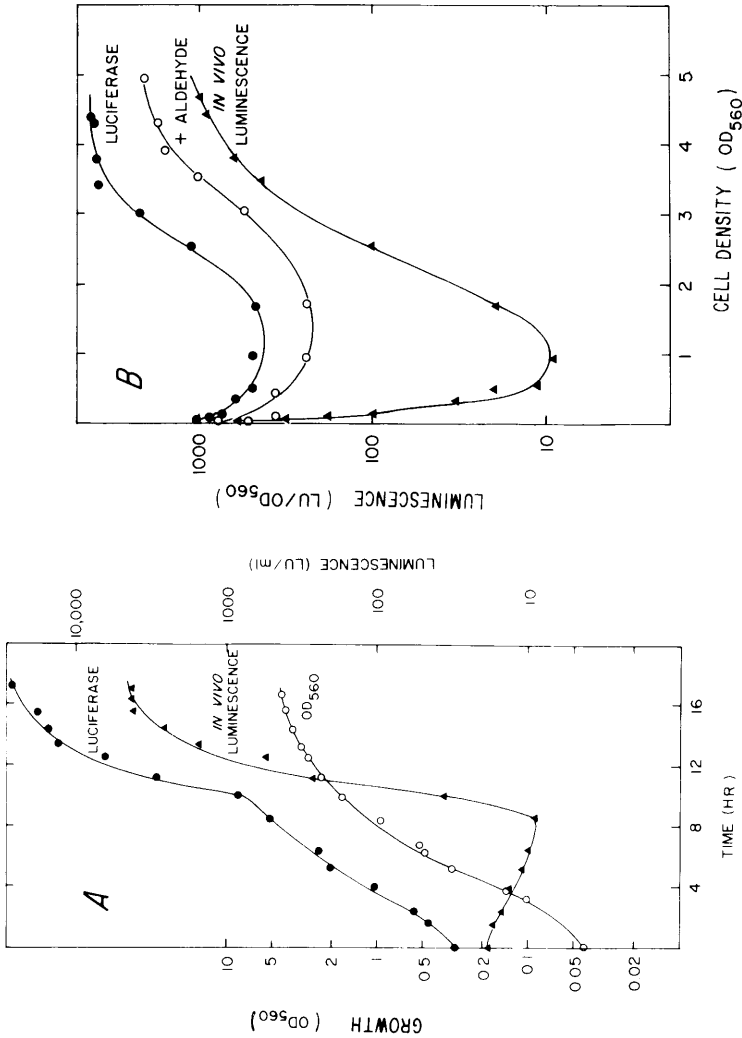 A
GROWTH ( OD560 )
10
5
2
1
0.5
0.2
0.1
0.05
0.02
LUCIFERASE
IN VIVO
LUMINESCENCE
OD560
10,000
1000
100
10
LUMINESCENCE (LU/ml)
4
8
12
16
TIME (HR)
B
LUMINESCENCE ( LU/OD560 )
1000
100
10
LUCIFERASE
+ ALDEHYDE
IN VIVO
LUMINESCENCE
1
2
3
4
5
CELL DENSITY ( OD560 )